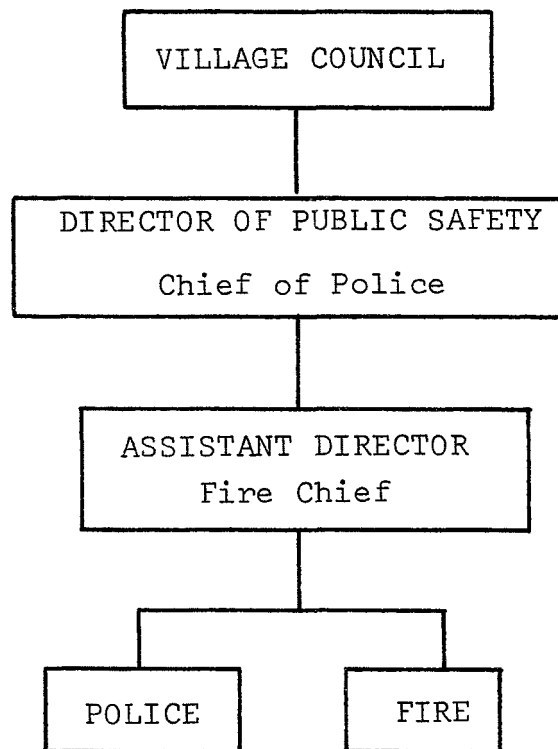 VILLAGE COUNCIL
DIRECTOR OF PUBLIC SAFETY
Chief of Police
ASSISTANT DIRECTOR
Fire Chief
POLICE
FIRE